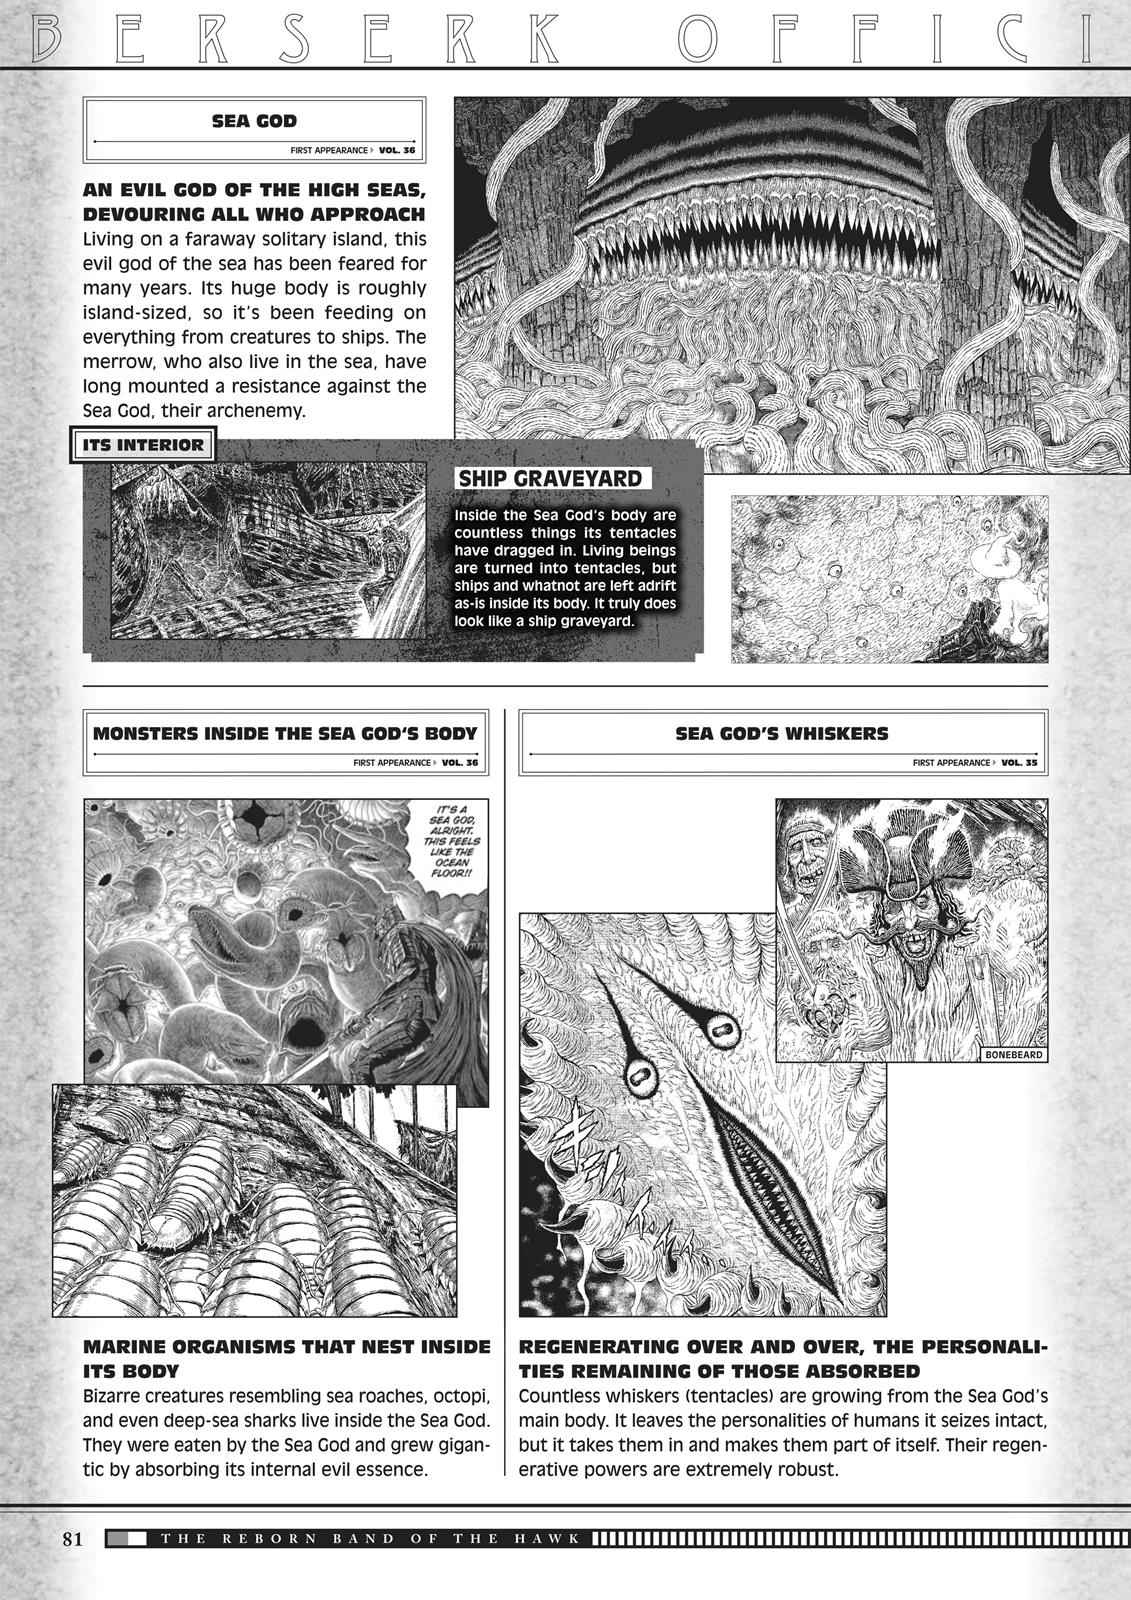 BERSERK OFFICI
SEA GOD
FIRST APPEARANCE › VOL. 36
AN EVIL GOD OF THE HIGH SEAS,
DEVOURING ALL WHO APPROACH
Living on a faraway solitary island, this
evil god of the sea has been feared for
many years. Its huge body is roughly
island-sized, so it's been feeding on
everything from creatures to ships. The
merrow, who also live in the sea, have
long mounted a resistance against the
Sea God, their archenemy.
ITS INTERIOR
SHIP GRAVEYARD
Inside the Sea God's body are
countless things its tentacles
have dragged in. Living beings
are turned into tentacles, but
ships and whatnot are left adrift
as-is inside its body. It truly does
look like a ship graveyard.
MONSTERS INSIDE THE SEA GOD'S BODY
FIRST APPEARANCE › VOL. 36
IT'S A
SEA GOD,
ALRIGHT.
THIS FEELS
LIKE THE
OCEAN
FLOOR!!
MARINE ORGANISMS THAT NEST INSIDE
ITS BODY
Bizarre creatures resembling sea roaches, octopi,
and even deep-sea sharks live inside the Sea God.
They were eaten by the Sea God and grew gigan-
tic by absorbing its internal evil essence.
SEA GOD'S WHISKERS
FIRST APPEARANCE › VOL. 35
BONEBEARD
REGENERATING OVER AND OVER, THE PERSONALI-
TIES REMAINING OF THOSE ABSORBED
Countless whiskers (tentacles) are growing from the Sea God's
main body. It leaves the personalities of humans it seizes intact,
but it takes them in and makes them part of itself. Their regen-
erative powers are extremely robust.
81
THE REBORN BAND OF THE HAWK